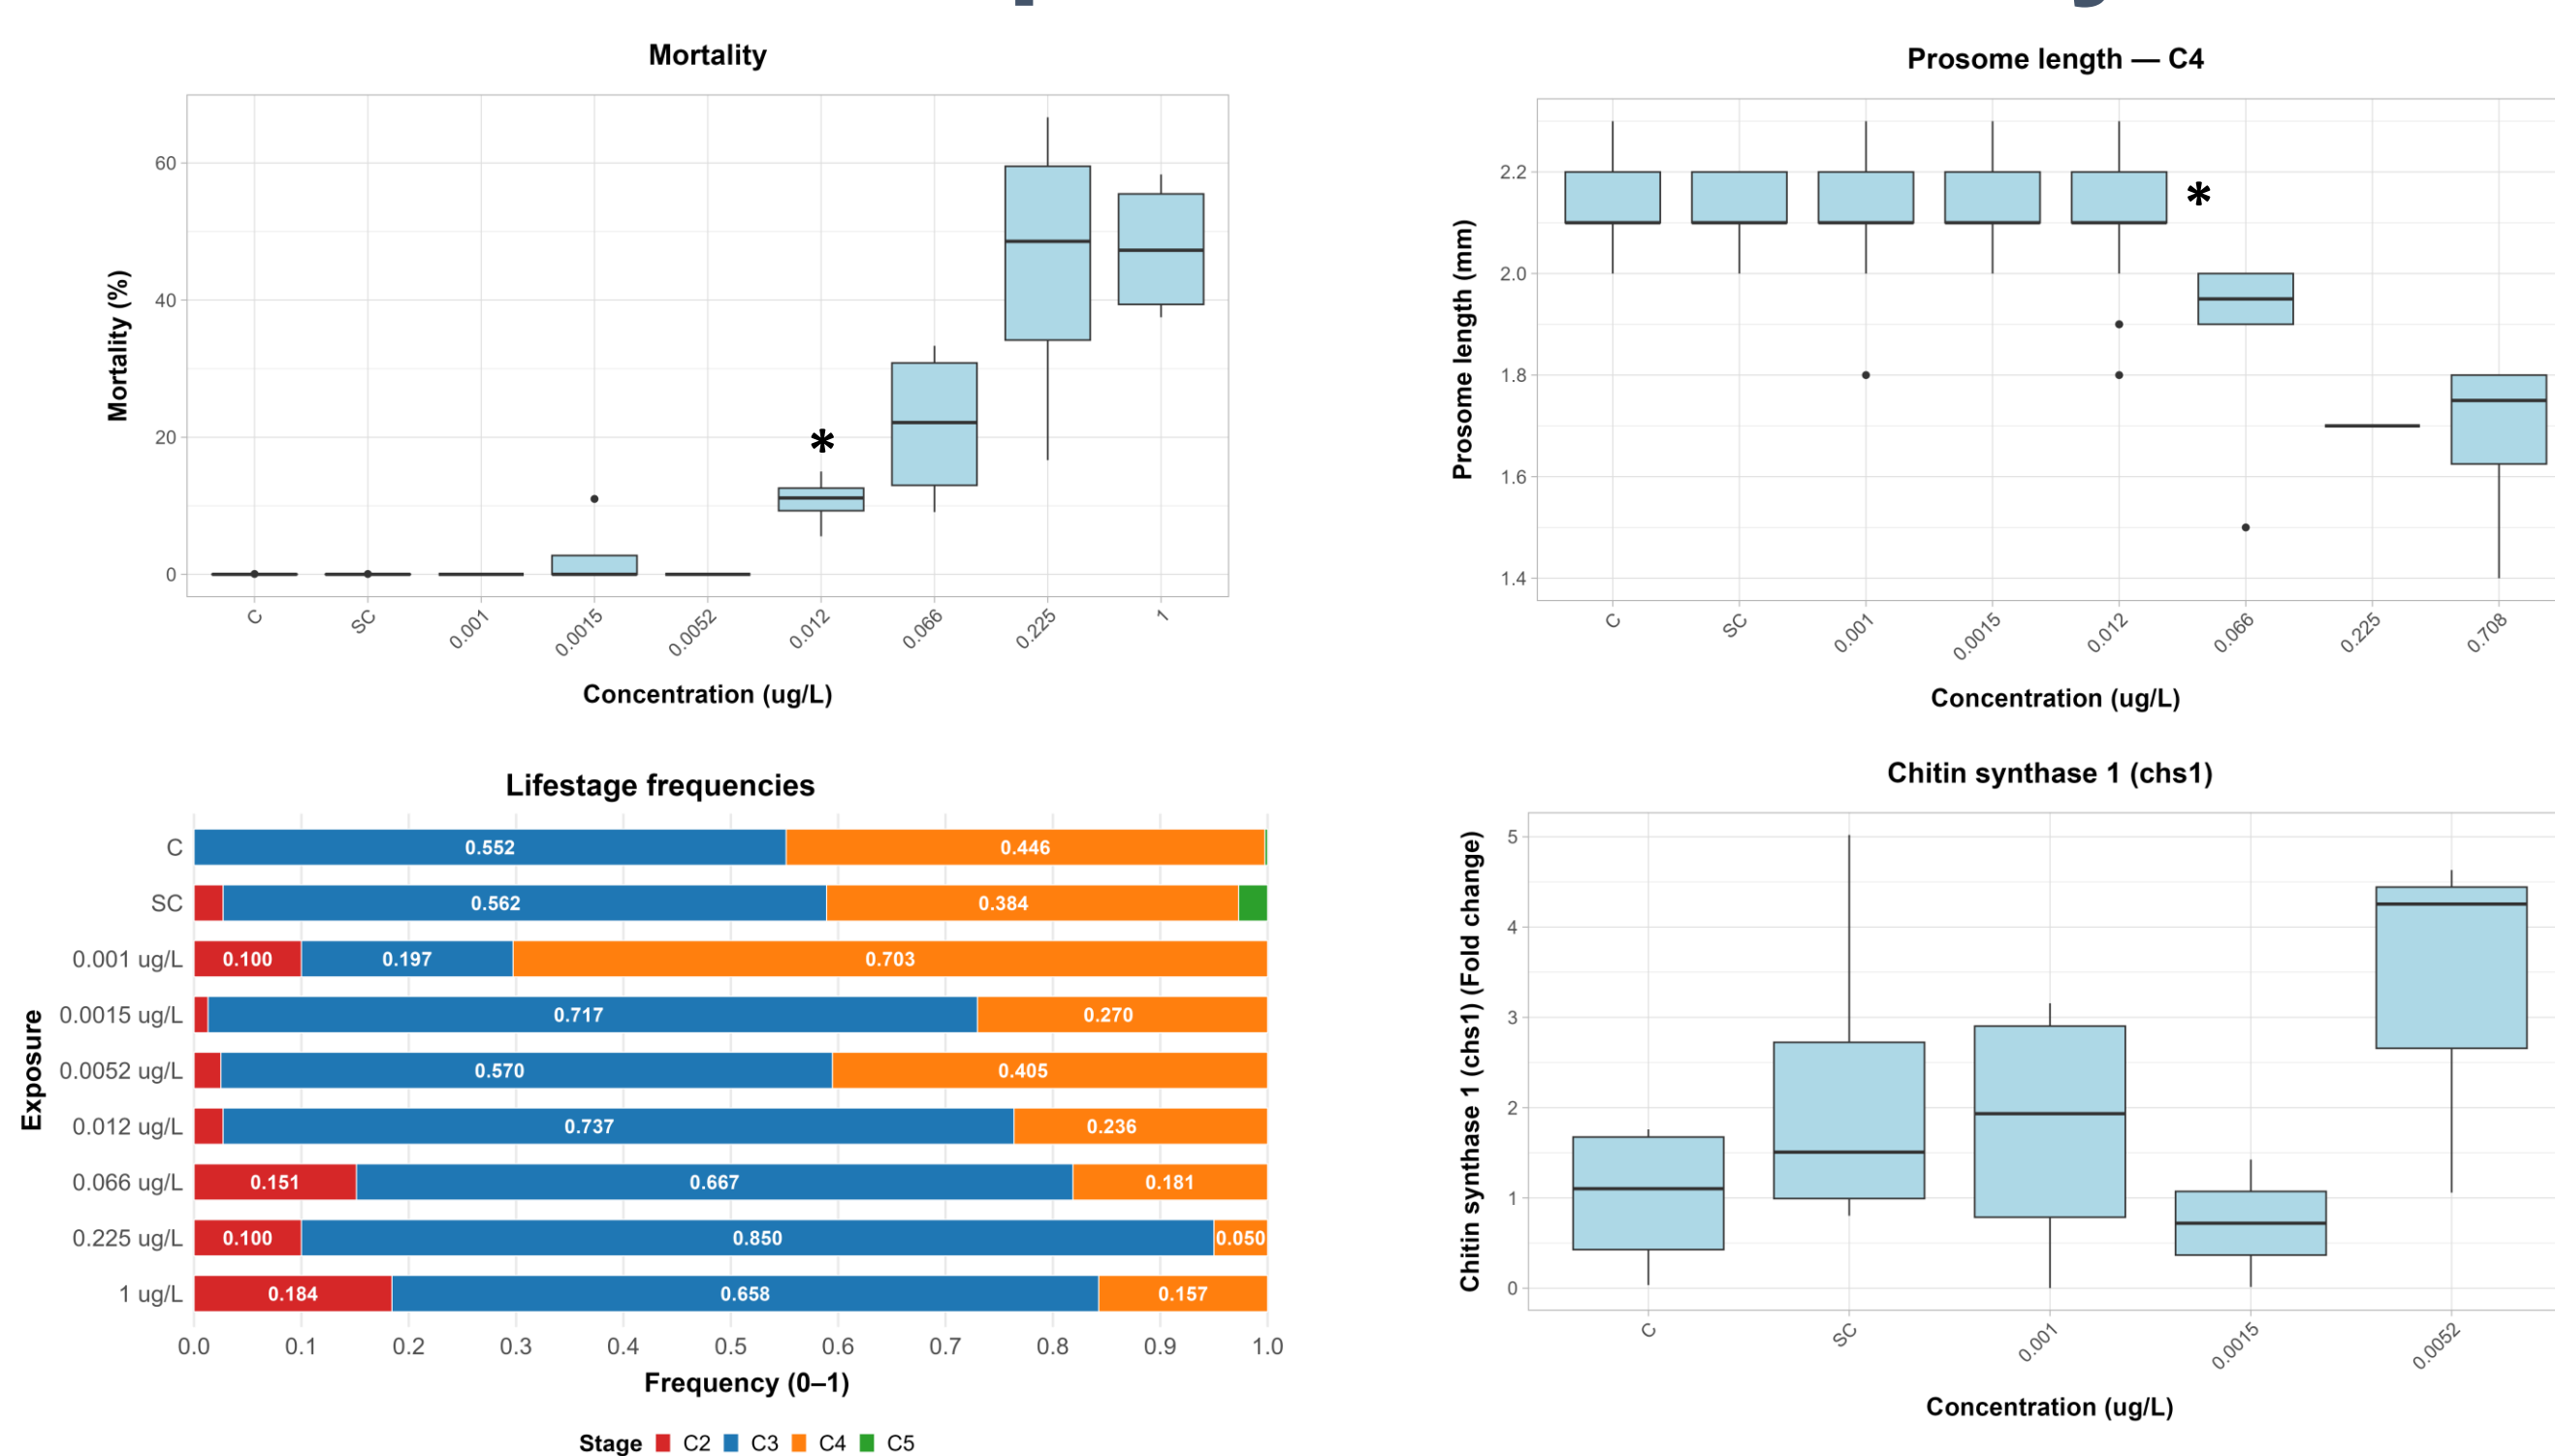 Mortality
Mortality (%)
60
40
20
0
*
C
SC
0.001
0.0015
0.0052
0.012
0.066
0.225
1
Concentration (ug/L)
Prosome length — C4
Prosome length (mm)
2.2
2.0
1.8
1.6
1.4
*
C
SC
0.001
0.0015
0.012
0.066
0.225
0.708
Concentration (ug/L)
Lifestage frequencies
Exposure
C 0.552 0.446
SC 0.562 0.384
0.001 ug/L 0.100 0.197 0.703
0.0015 ug/L 0.717 0.270
0.0052 ug/L 0.570 0.405
0.012 ug/L 0.737 0.236
0.066 ug/L 0.151 0.667 0.181
0.225 ug/L 0.100 0.850 0.050
1 ug/L 0.184 0.658 0.157
0.0 0.1 0.2 0.3 0.4 0.5 0.6 0.7 0.8 0.9 1.0
Frequency (0–1)
Stage C2 C3 C4 C5
Chitin synthase 1 (chs1)
Chitin synthase 1 (chs1) (Fold change)
5
4
3
2
1
0
C
SC
0.001
0.0015
0.0052
Concentration (ug/L)